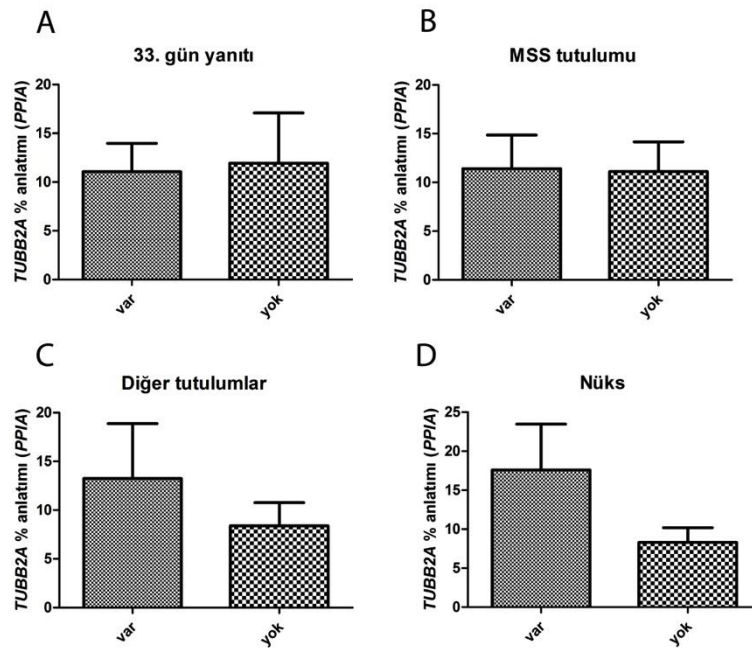 A
33. gün yanıtı
TUBB2A % anlatımı (PPIA)
20
15
10
5
0
var
yok
B
MSS tutulumu
TUBB2A % anlatımı (PPIA)
20
15
10
5
0
var
yok
C
Diğer tutulumlar
TUBB2A % anlatımı (PPIA)
20
15
10
5
0
var
yok
D
Nüks
TUBB2A % anlatımı (PPIA)
25
20
15
10
5
0
var
yok